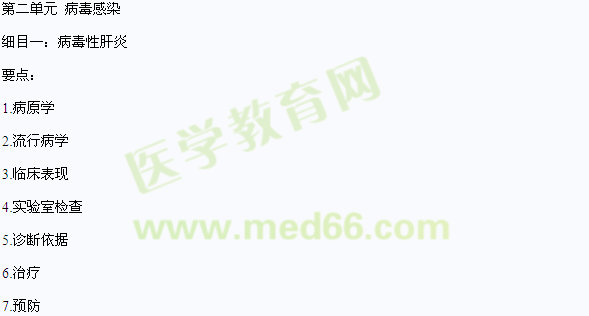 第二单元 病毒感染
细目一：病毒性肝炎
要点：
1.病原学
2.流行病学
3.临床表现
4.实验室检查
5.诊断依据
6.治疗
7.预防
医学教育网
www.med66.com